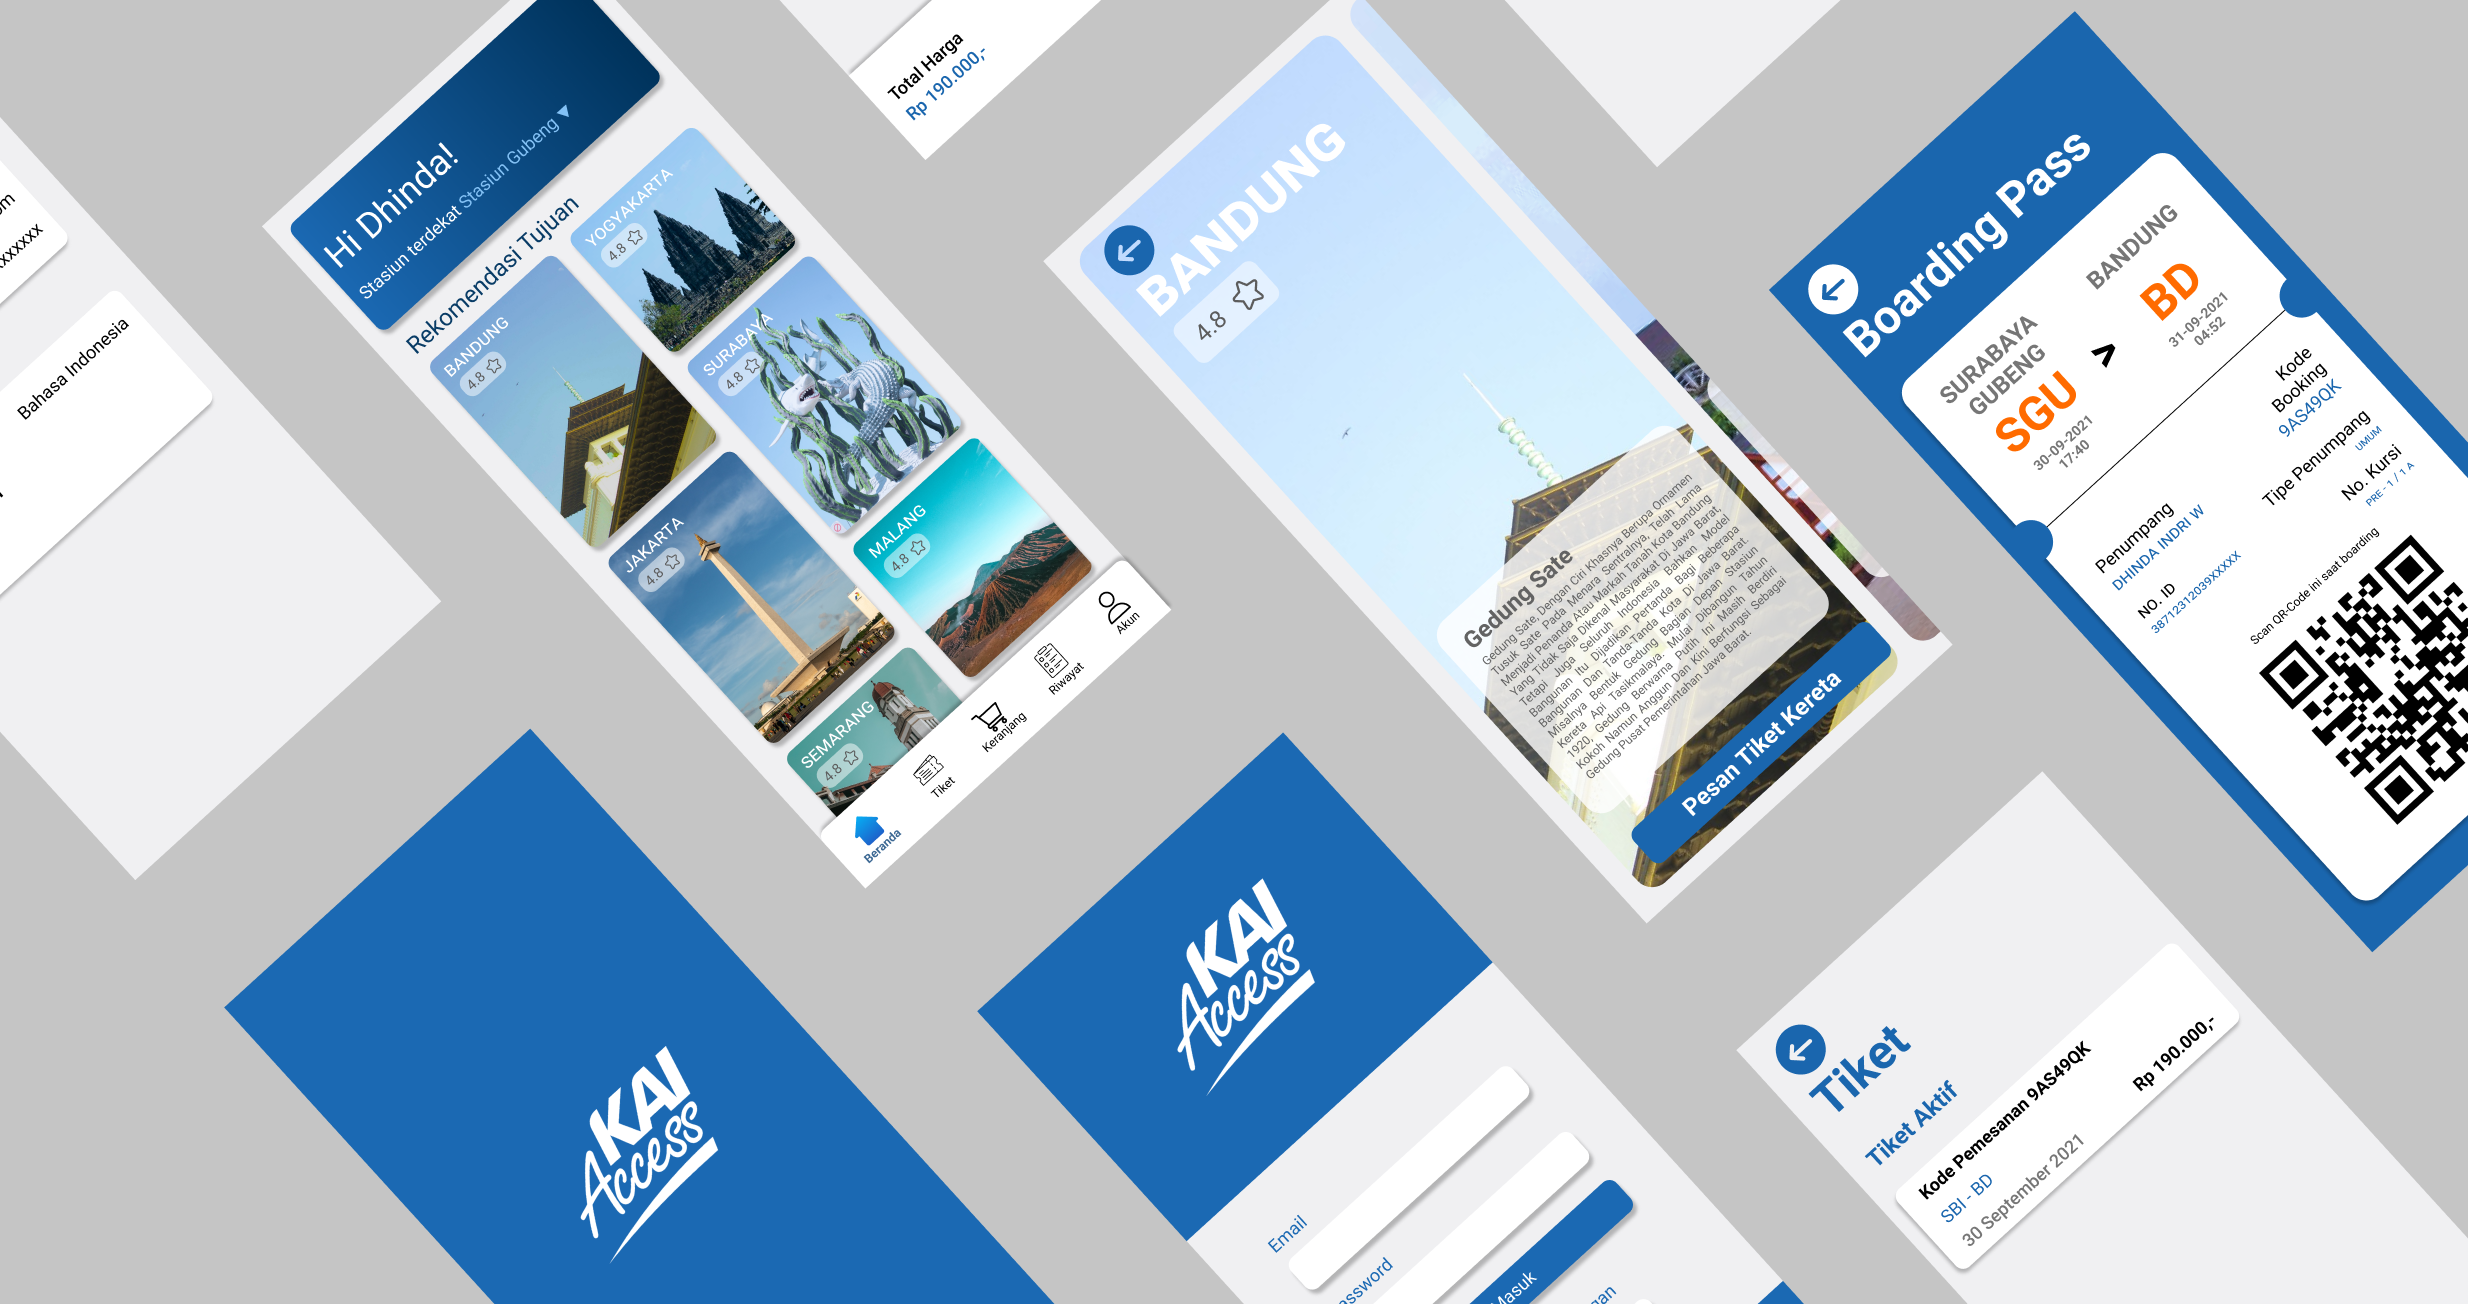 om
xxxxxx
Bahasa Indonesia
Hi Dhinda!
Stasiun terdekat Stasiun Gubeng
Rekomendasi Tujuan
BANDUNG
4.8
YOGYAKARTA
4.8
SURABAYA
4.8
JAKARTA
4.8
MALANG
4.8
SEMARANG
4.8
Beranda
Tiket
Keranjang
Riwayat
Akun
Total Harga
Rp 190.000,-
BANDUNG
4.8
Gedung Sate
Gedung Sate, Dengan Ciri Khasnya Berupa Ornamen
Tusuk Sate Pada Menara Sentralnya, Telah Lama
Menjadi Penanda Atau Markah Tanah Kota Bandung
Yang Tidak Saja Dikenal Masyarakat Di Jawa Barat,
Tetapi Juga Seluruh Indonesia Bahkan Model
Bangunan Itu Dijadikan Pertanda Bagi Beberapa
Bangunan Dan Tanda-Tanda Kota Di Jawa Barat.
Misalnya Bentuk Gedung Bagian Depan Stasiun
Kereta Api Tasikmalaya. Mulai Dibangun Tahun
1920, Gedung Berwarna Putih Ini Masih Berdiri
Kokoh Namun Anggun Dan Kini Berfungsi Sebagai
Gedung Pusat Pemerintahan Jawa Barat.
Pesan Tiket Kereta
Boarding Pass
SURABAYA
GUBENG
SGU
30-09-2021
17:40
>
BANDUNG
BD
31-09-2021
04:52
Kode
Booking
9AS49QK
Penumpang
DHINDA INDRI W
Tipe Penumpang
UMUM
NO. ID
38712312039XXXXX
No. Kursi
PRE - 1 / 1 A
Scan QR-Code ini saat boarding
KAI
Access
KAI
Access
Email
assword
Masuk
Tiket
Tiket Aktif
Kode Pemesanan 9AS49QK
SBI - BD
30 September 2021
Rp 190.000,-